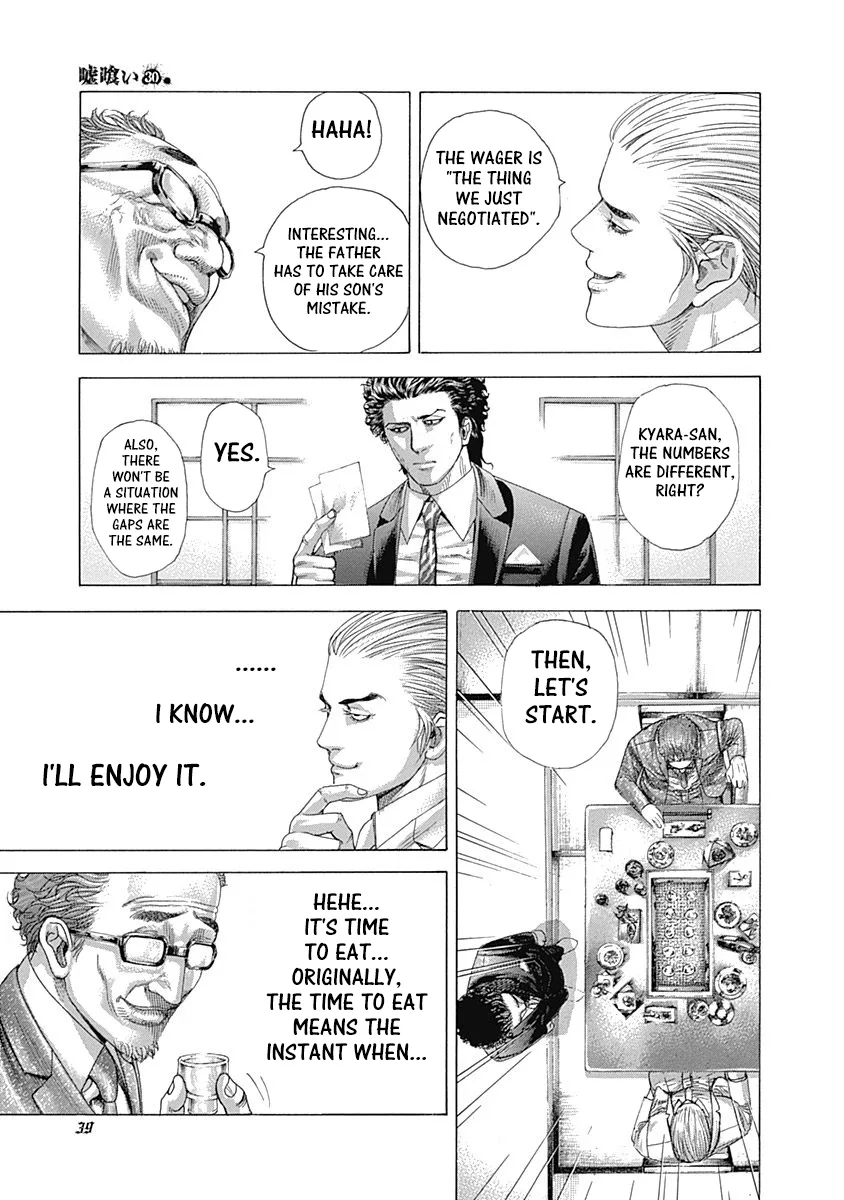 嘘喰い 30
THE WAGER IS
"THE THING
WE JUST
NEGOTIATED".
HAHA!
INTERESTING...
THE FATHER
HAS TO TAKE CARE
OF HIS SON'S
MISTAKE.
KYARA-SAN,
THE NUMBERS
ARE DIFFERENT,
RIGHT?
YES.
ALSO,
THERE
WON'T BE
A SITUATION
WHERE THE
GAPS ARE
THE SAME.
THEN,
LET'S
START.
......
I KNOW...
I'LL ENJOY IT.
HEHE...
IT'S TIME
TO EAT...
ORIGINALLY,
THE TIME TO EAT
MEANS THE
INSTANT WHEN...
39